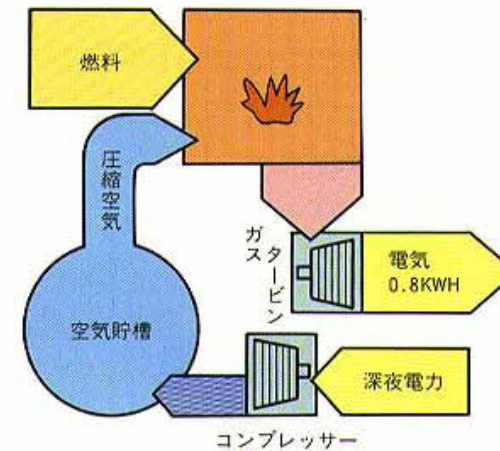 燃料
圧縮空気
ガス
タービン
電気
0.8KWH
空気貯槽
深夜電力
コンプレッサー